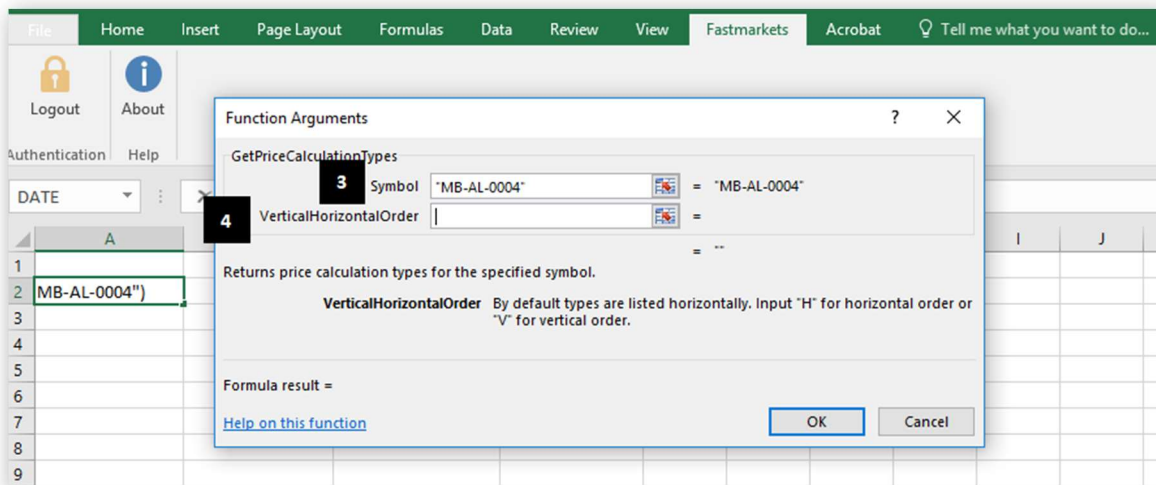 File Home Insert Page Layout Formulas Data Review View Fastmarkets Acrobat Tell me what you want to do...
Logout About
Authentication Help
Function Arguments ? X
GetPriceCalculationTypes
3 Symbol "MB-AL-0004" = "MB-AL-0004"
4 VerticalHorizontalOrder =
= ""
Returns price calculation types for the specified symbol.
VerticalHorizontalOrder By default types are listed horizontally. Input "H" for horizontal order or
"V" for vertical order.
Formula result =
Help on this function OK Cancel
DATE
A I J
1
2 MB-AL-0004")
3
4
5
6
7
8
9